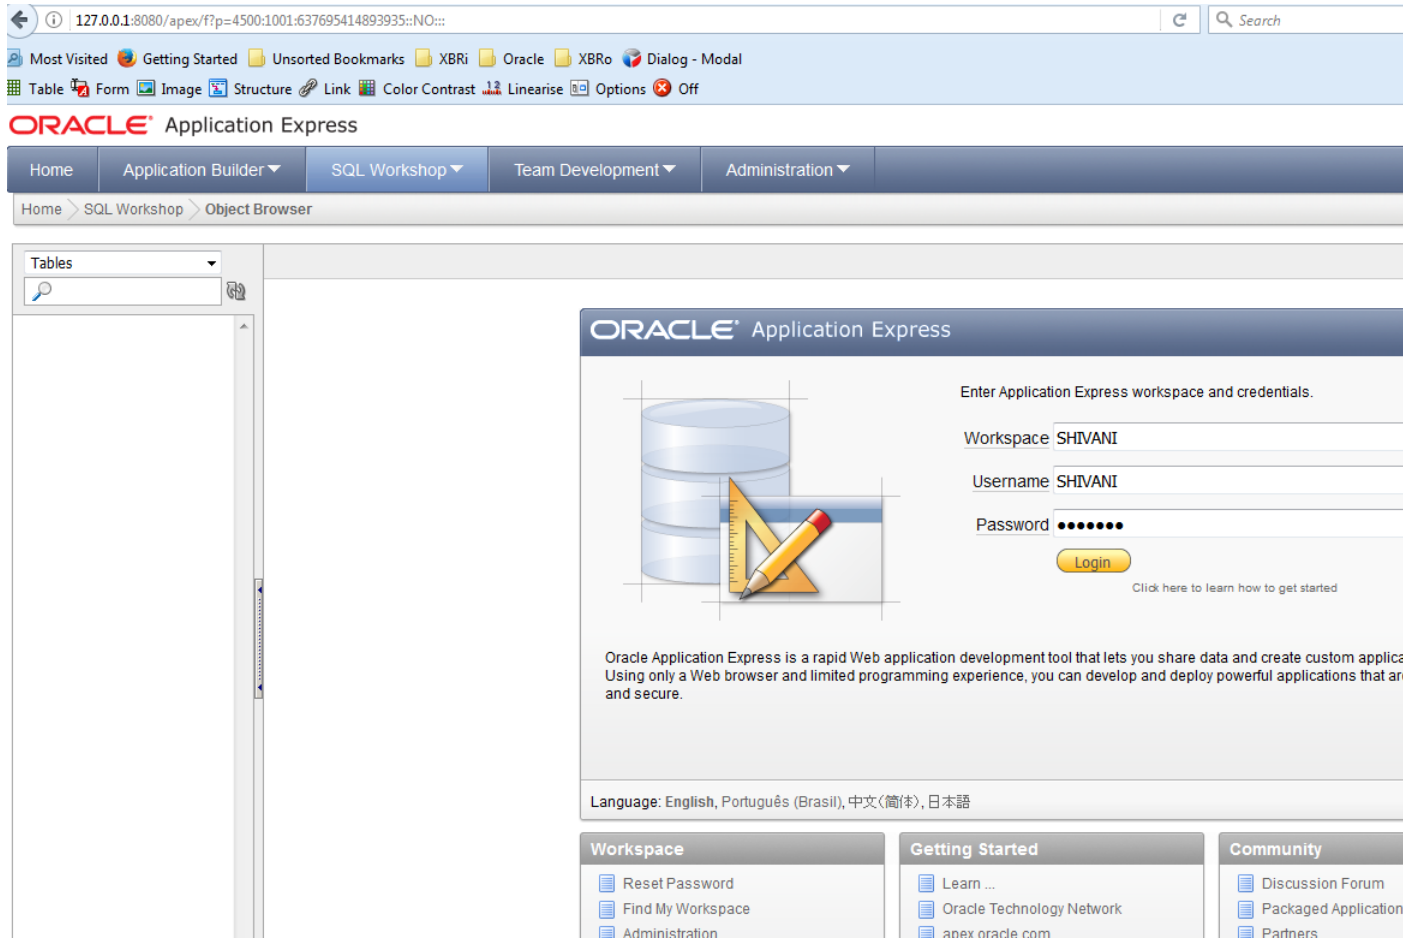 127.0.0.1:8080/apex/f?p=4500:1001:637695414893935::NO:::
Search
Most Visited Getting Started Unsorted Bookmarks XBRi Oracle XBRo Dialog - Modal
Table Form Image Structure Link Color Contrast Linearise Options Off
ORACLE Application Express
Home Application Builder SQL Workshop Team Development Administration
Home SQL Workshop Object Browser
Tables
ORACLE Application Express
Enter Application Express workspace and credentials.
Workspace SHIVANI
Username SHIVANI
Password •••••••
Login
Click here to learn how to get started
Oracle Application Express is a rapid Web application development tool that lets you share data and create custom applica
Using only a Web browser and limited programming experience, you can develop and deploy powerful applications that ar
and secure.
Language: English, Português (Brasil), 中文(简体), 日本語
Workspace Getting Started Community
Reset Password Learn ... Discussion Forum
Find My Workspace Oracle Technology Network Packaged Application
Administration apex.oracle.com Partners